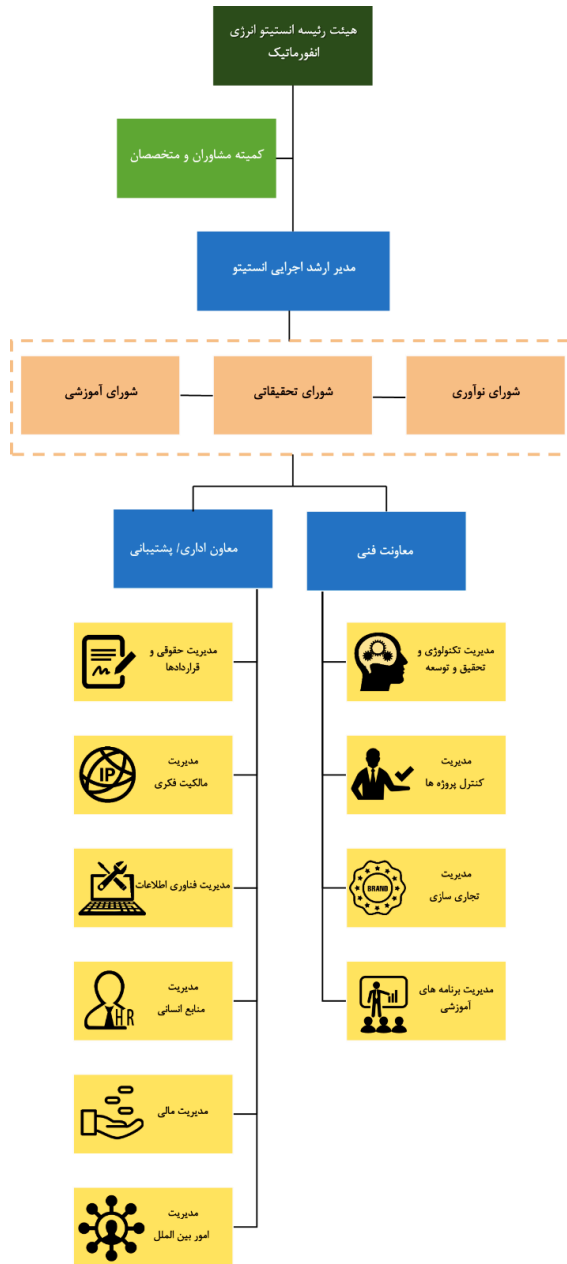 هیئت رئیسه انستیتو انرژی
انفورماتیک
کمیته مشاوران و متخصصان
مدیر ارشد اجرایی انستیتو
شورای نوآوری
شورای تحقیقاتی
شورای آموزشی
معاونت فنی
معاون اداری/ پشتیبانی
مدیریت تکنولوژی و
تحقیق و توسعه
مدیریت
کنترل پروژه ها
مدیریت
تجاری سازی
BRAND
مدیریت برنامه های
آموزشی
مدیریت حقوقی و
قراردادها
مدیریت
مالکیت فکری
IP
مدیریت فناوری اطلاعات
مدیریت
منابع انسانی
HR
مدیریت مالی
مدیریت
امور بین الملل